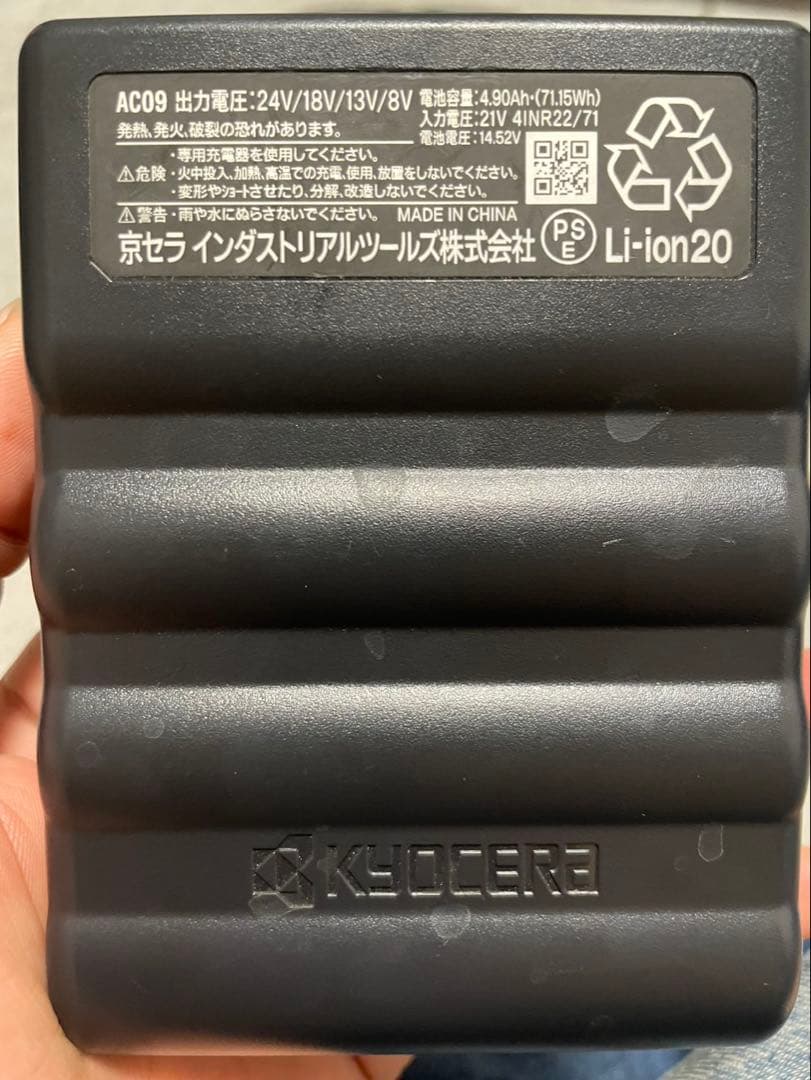 AC09 出力電圧:24V/18V/13V/8V 電池容量:4.90Ah・(71.15Wh)
発熱、発火、破裂の恐れがあります。 入力電圧:21V 4INR22/71
電池電圧:14.52V
・専用充電器を使用してください。
⚠危険・火中投入、加熱、高温での充電、使用、放置をしないでください。
・変形やショートさせたり、分解、改造しないでください。
⚠警告・雨や水にぬらさないでください。 MADE IN CHINA
京セラ インダストリアルツールズ株式会社 PSE Li-ion20
KYOCERA